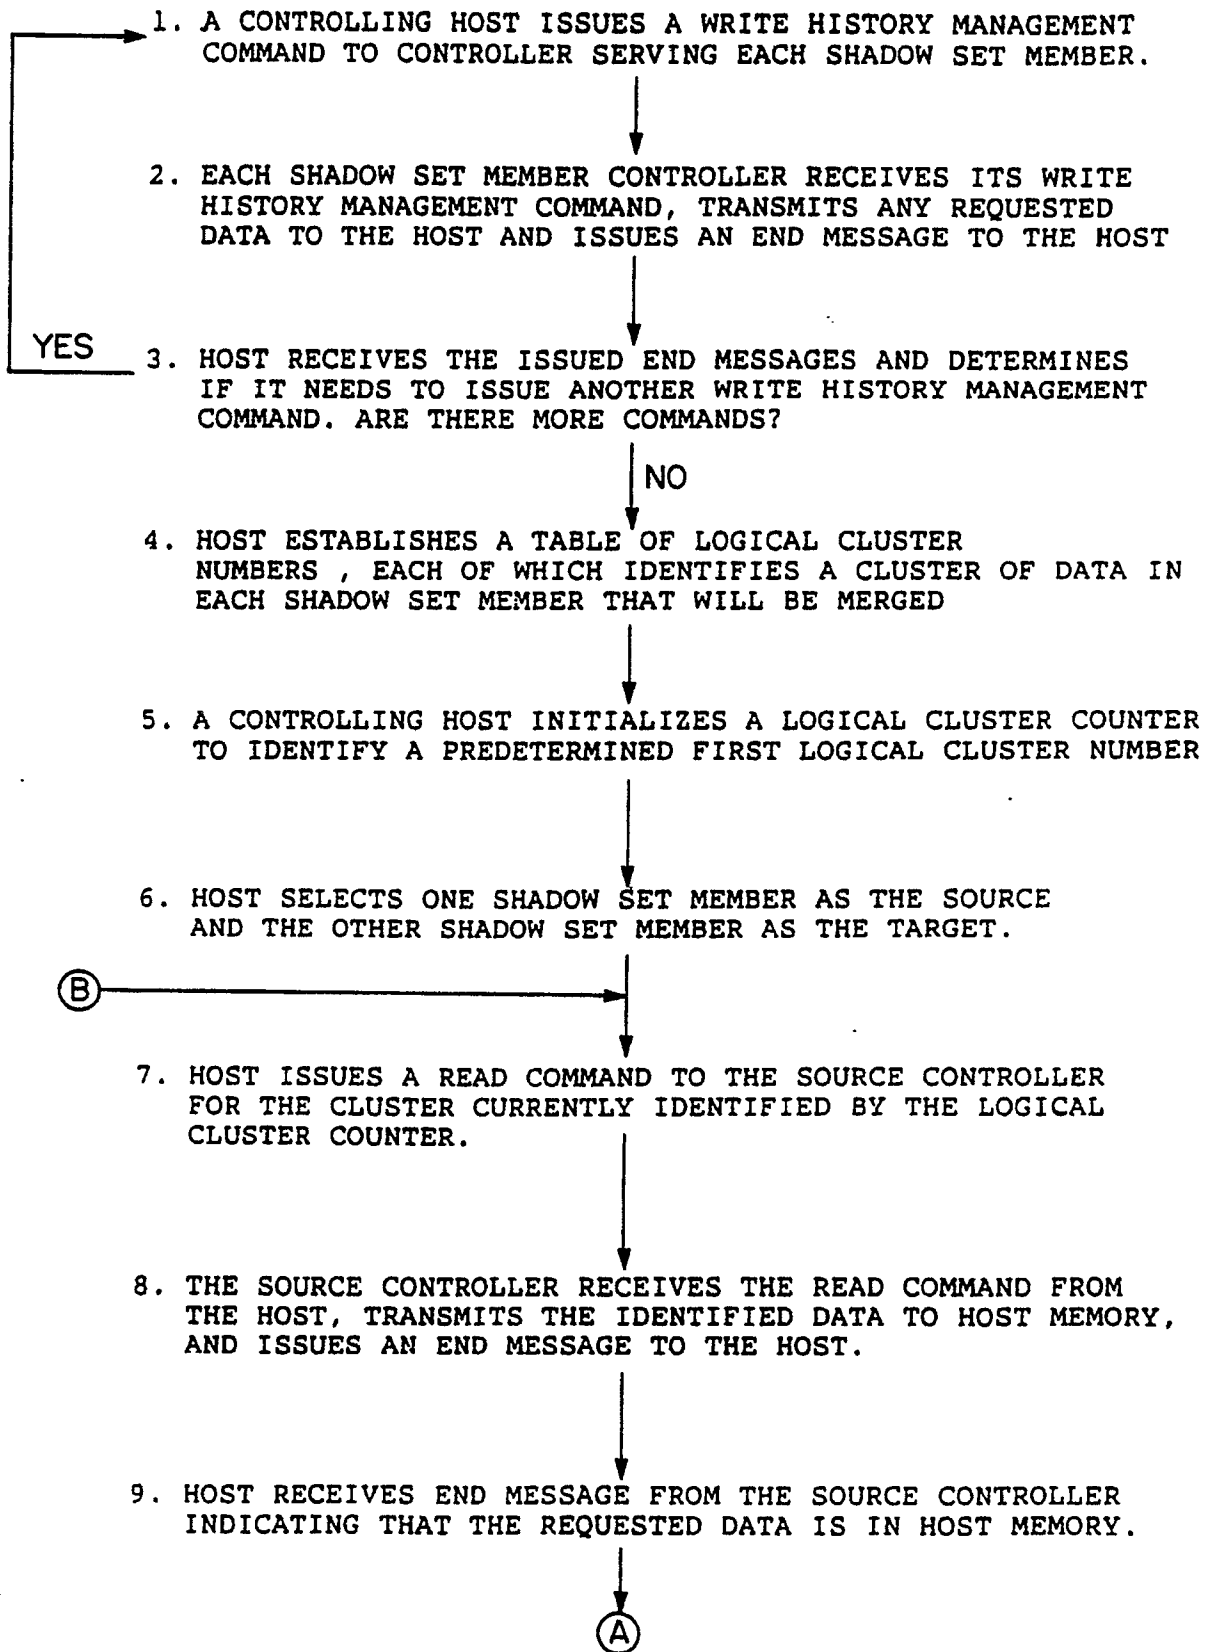 1. A CONTROLLING HOST ISSUES A WRITE HISTORY MANAGEMENT
COMMAND TO CONTROLLER SERVING EACH SHADOW SET MEMBER.
2. EACH SHADOW SET MEMBER CONTROLLER RECEIVES ITS WRITE
HISTORY MANAGEMENT COMMAND, TRANSMITS ANY REQUESTED
DATA TO THE HOST AND ISSUES AN END MESSAGE TO THE HOST
YES
3. HOST RECEIVES THE ISSUED END MESSAGES AND DETERMINES
IF IT NEEDS TO ISSUE ANOTHER WRITE HISTORY MANAGEMENT
COMMAND. ARE THERE MORE COMMANDS?
NO
4. HOST ESTABLISHES A TABLE OF LOGICAL CLUSTER
NUMBERS , EACH OF WHICH IDENTIFIES A CLUSTER OF DATA IN
EACH SHADOW SET MEMBER THAT WILL BE MERGED
5. A CONTROLLING HOST INITIALIZES A LOGICAL CLUSTER COUNTER
TO IDENTIFY A PREDETERMINED FIRST LOGICAL CLUSTER NUMBER
6. HOST SELECTS ONE SHADOW SET MEMBER AS THE SOURCE
AND THE OTHER SHADOW SET MEMBER AS THE TARGET.
B
7. HOST ISSUES A READ COMMAND TO THE SOURCE CONTROLLER
FOR THE CLUSTER CURRENTLY IDENTIFIED BY THE LOGICAL
CLUSTER COUNTER.
8. THE SOURCE CONTROLLER RECEIVES THE READ COMMAND FROM
THE HOST, TRANSMITS THE IDENTIFIED DATA TO HOST MEMORY,
AND ISSUES AN END MESSAGE TO THE HOST.
9. HOST RECEIVES END MESSAGE FROM THE SOURCE CONTROLLER
INDICATING THAT THE REQUESTED DATA IS IN HOST MEMORY.
A